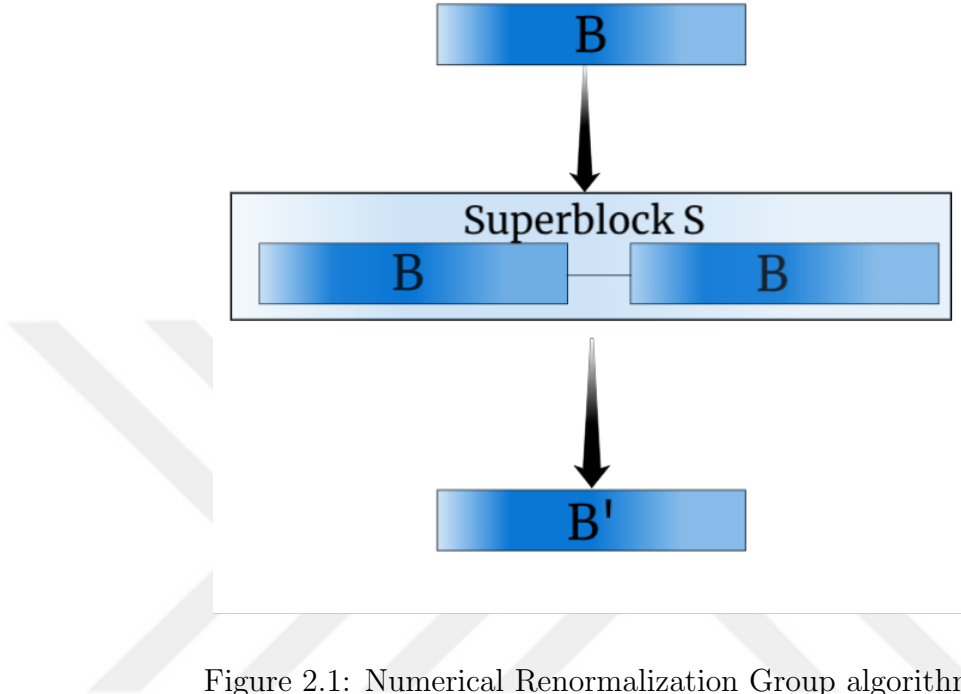 B
Superblock S
B B
B'
Figure 2.1: Numerical Renormalization Group